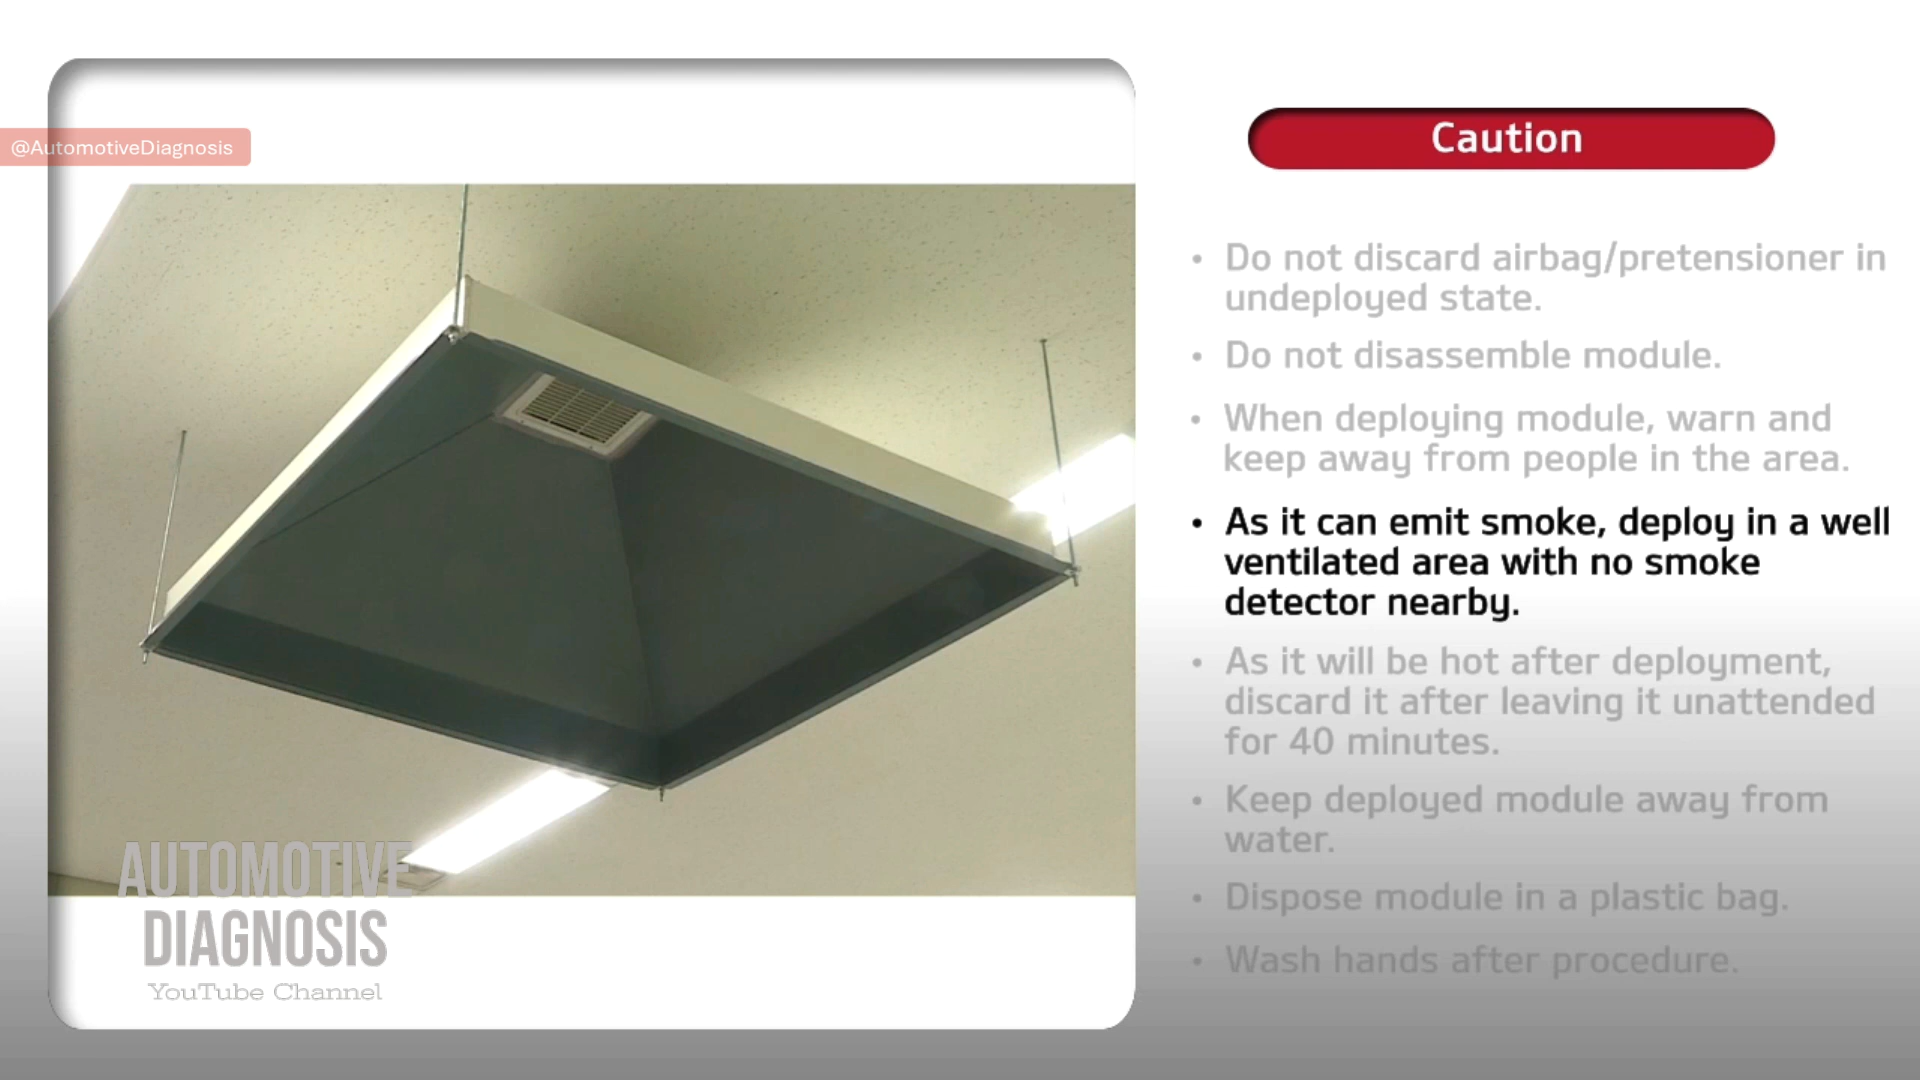 @AutomotiveDiagnosis
Caution
• Do not discard airbag/pretensioner in
undeployed state.
• Do not disassemble module.
• When deploying module, warn and
keep away from people in the area.
• As it can emit smoke, deploy in a well
ventilated area with no smoke
detector nearby.
• As it will be hot after deployment,
discard it after leaving it unattended
for 40 minutes.
• Keep deployed module away from
water.
• Dispose module in a plastic bag.
• Wash hands after procedure.
AUTOMOTIVE
DIAGNOSIS
YouTube Channel